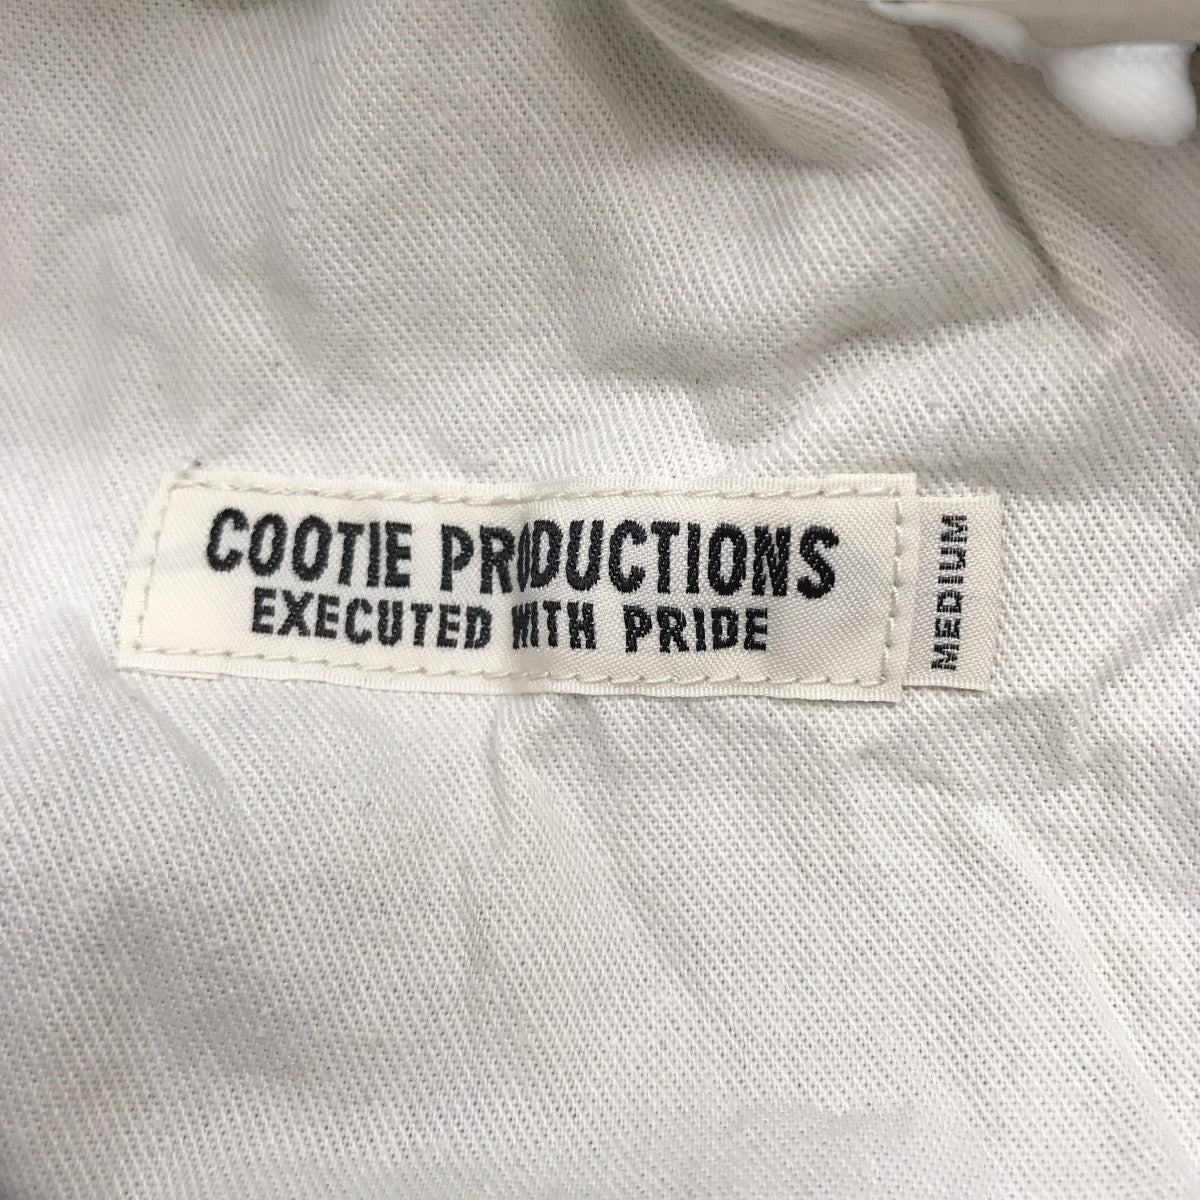 COOTIE PRODUCTIONS
EXECUTED WITH PRIDE
MEDIUM